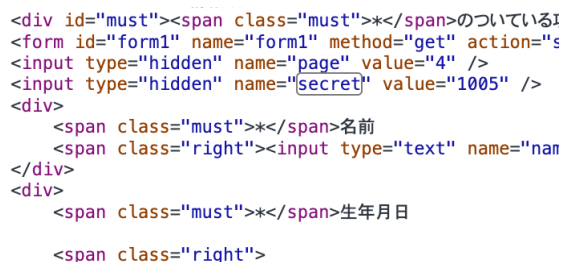 <div id="must"><span class="must">*</span>のついている
<form id="form1" name="form1" method="get" action="s
<input type="hidden" name="page" value="4" />
<input type="hidden" name="secret" value="1005" />
<div>
<span class="must">*</span>名前
<span class="right"><input type="text" name="nam
</div>
<div>
<span class="must">*</span>生年月日
<span class="right">